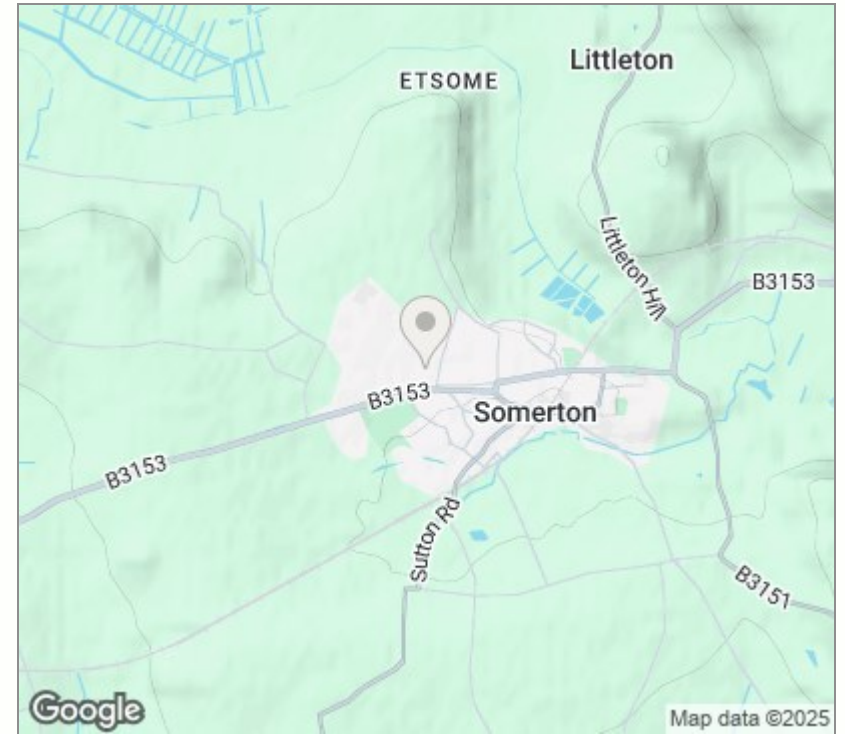 Littleton
ETSOME
Littleton Hill
B3153
B3153
Somerton
B3153
Sutton Rd
B3151
Google
Map data ©2025